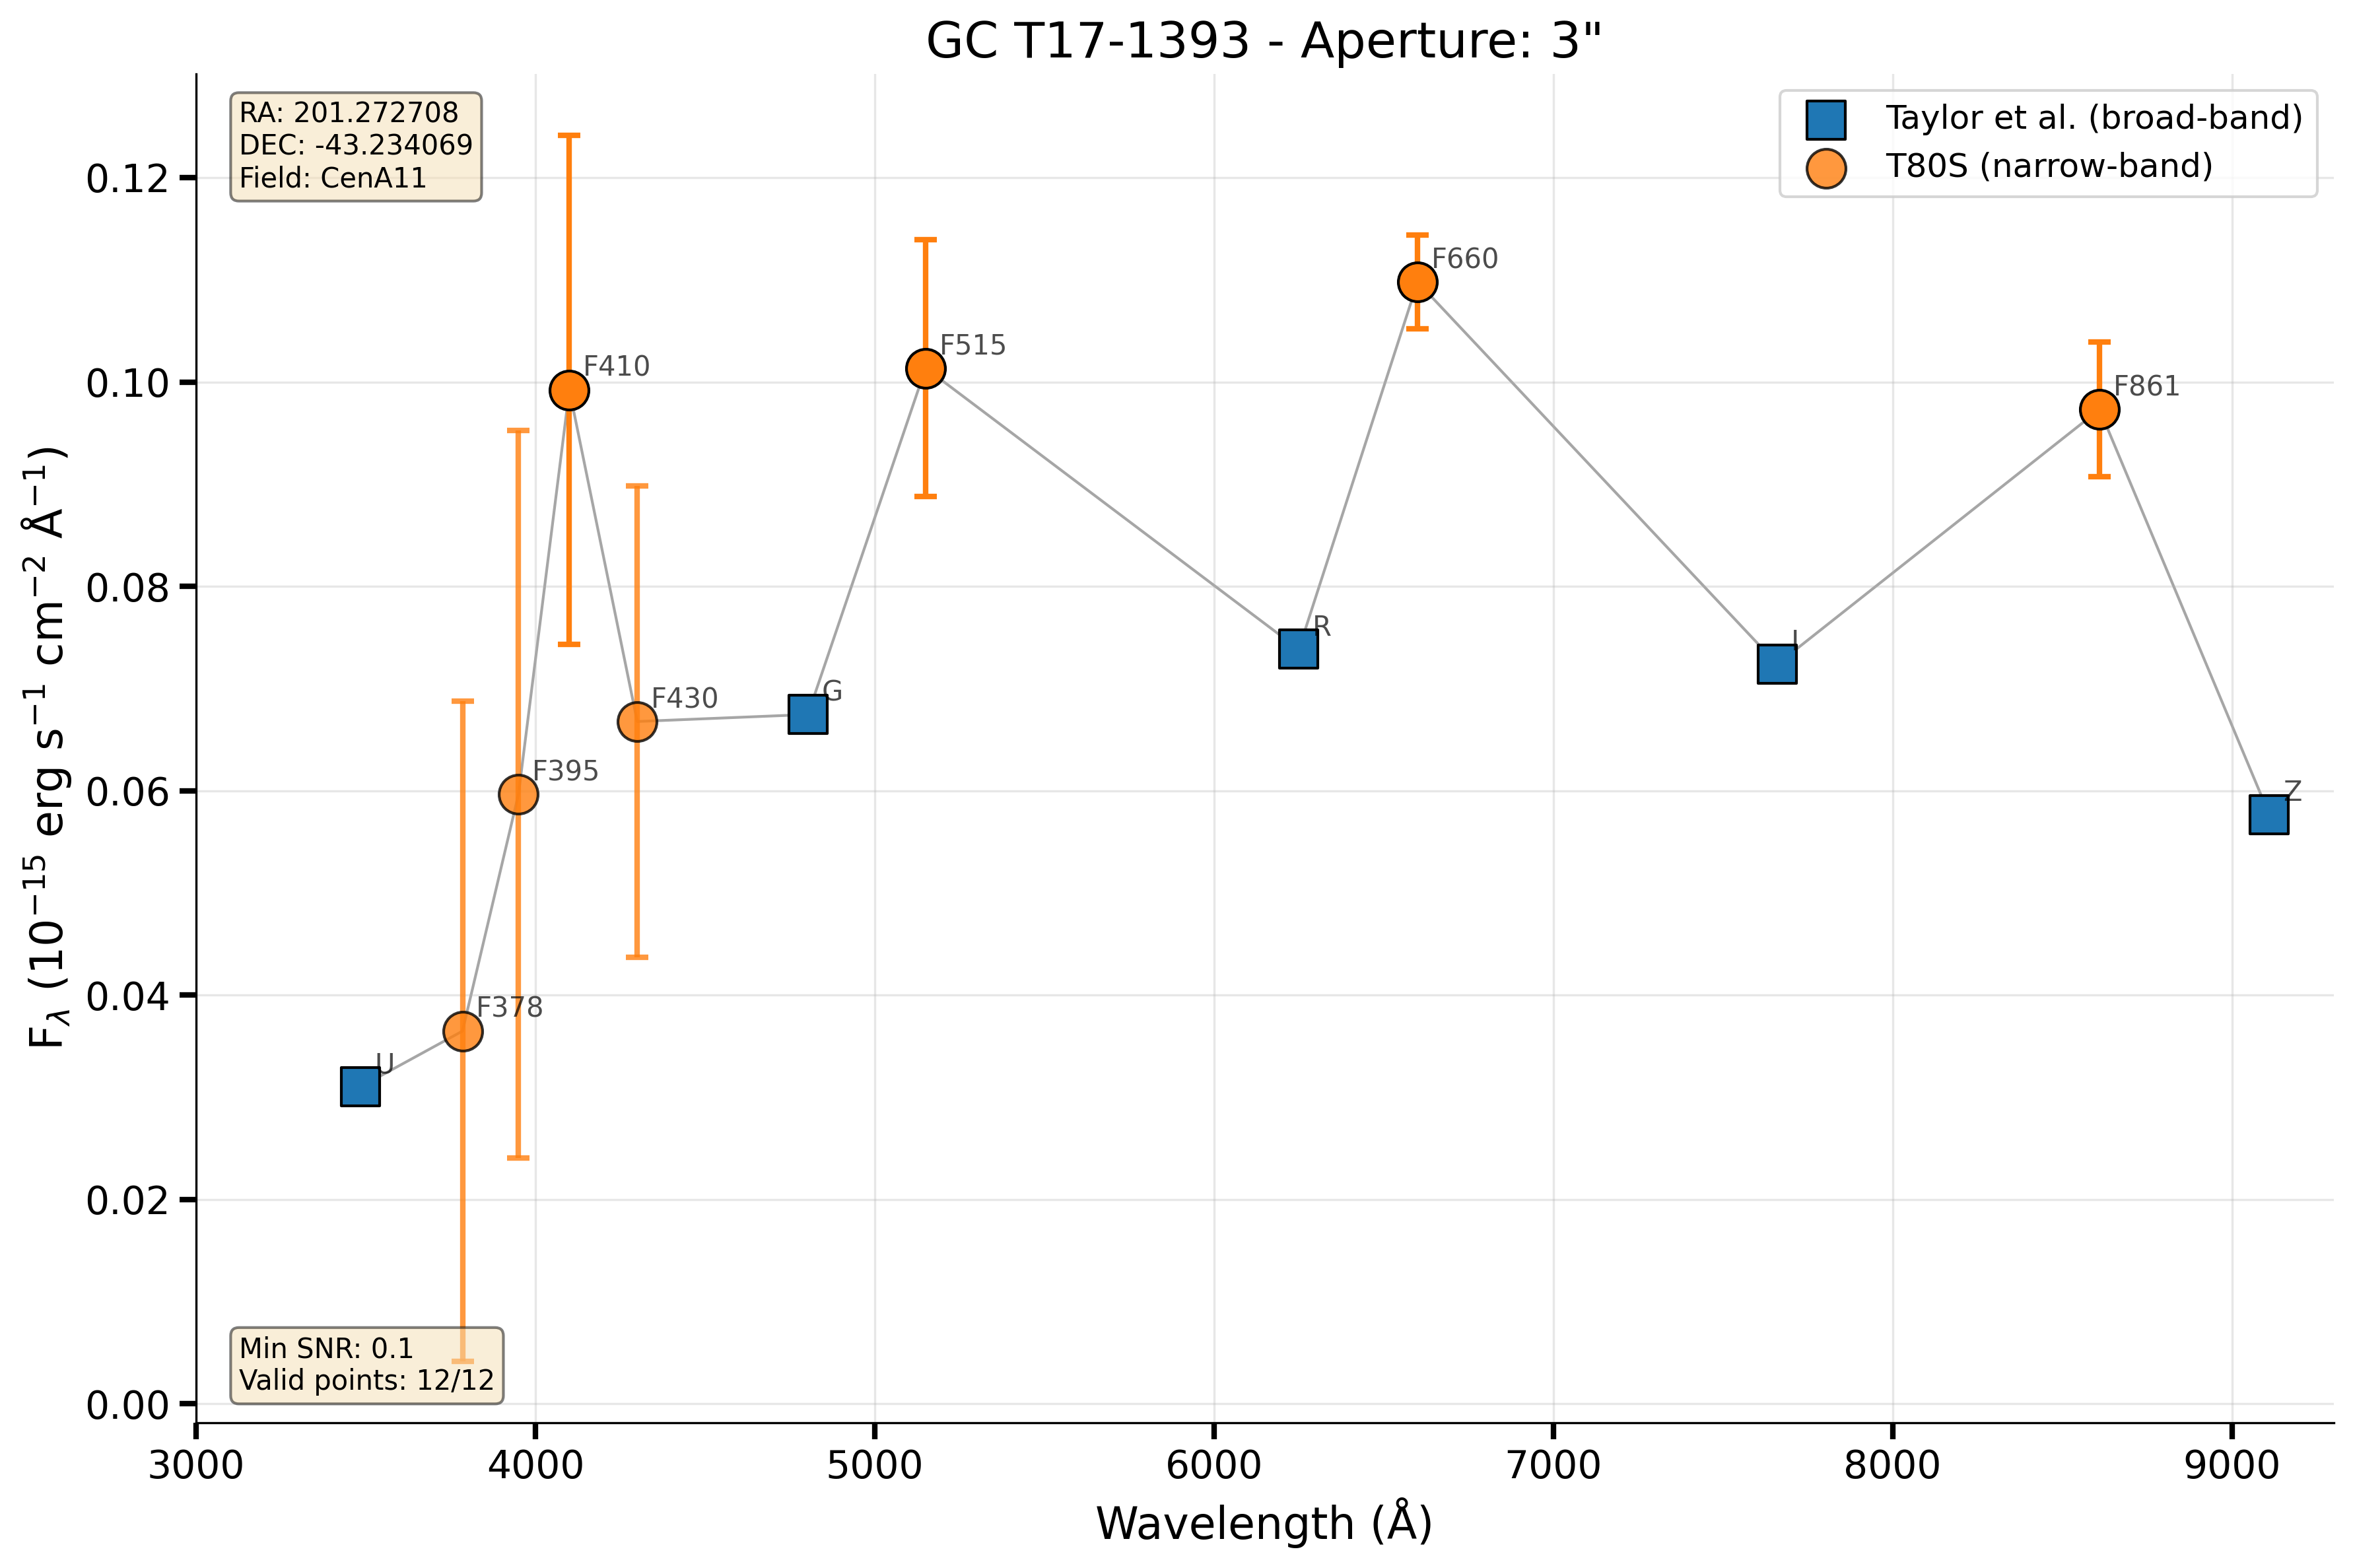 GC T17-1393 - Aperture: 3"
RA: 201.272708
DEC: -43.234069
Field: CenA11
Taylor et al. (broad-band)
T80S (narrow-band)
F_λ (10⁻¹⁵ erg s⁻¹ cm⁻² Å⁻¹)
0.12
0.10
0.08
0.06
0.04
0.02
0.00
U
F378
F395
F410
F430
G
F515
R
F660
I
F861
Z
Min SNR: 0.1
Valid points: 12/12
3000 4000 5000 6000 7000 8000 9000
Wavelength (Å)